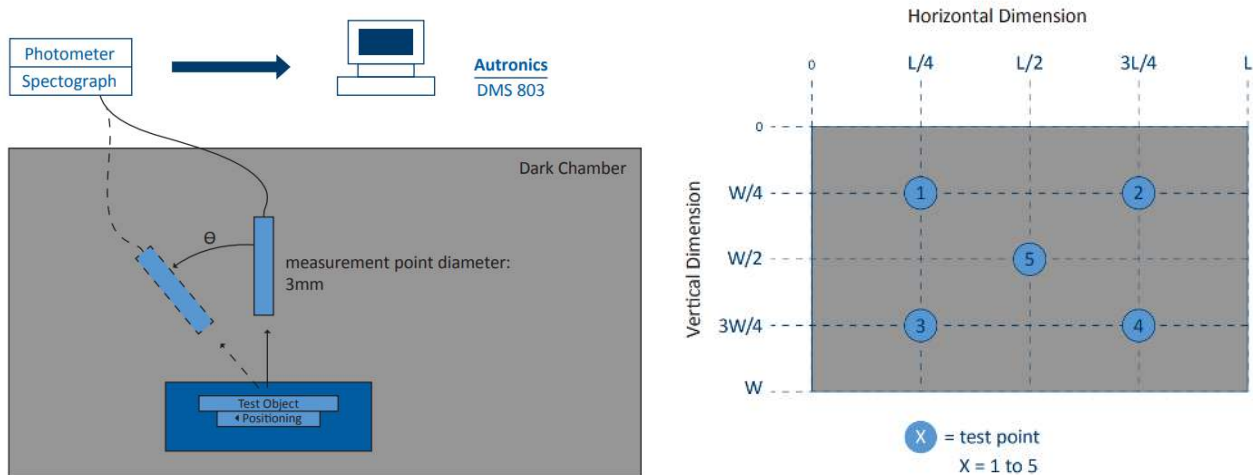 Photometer
Spectograph
Autronics
DMS 803
Dark Chamber
Θ
measurement point diameter:
3mm
Test Object
Positioning
Horizontal Dimension
0 L/4 L/2 3L/4 L
Vertical Dimension
0
W/4
W/2
3W/4
W
1 2
5
3 4
X = test point
X = 1 to 5